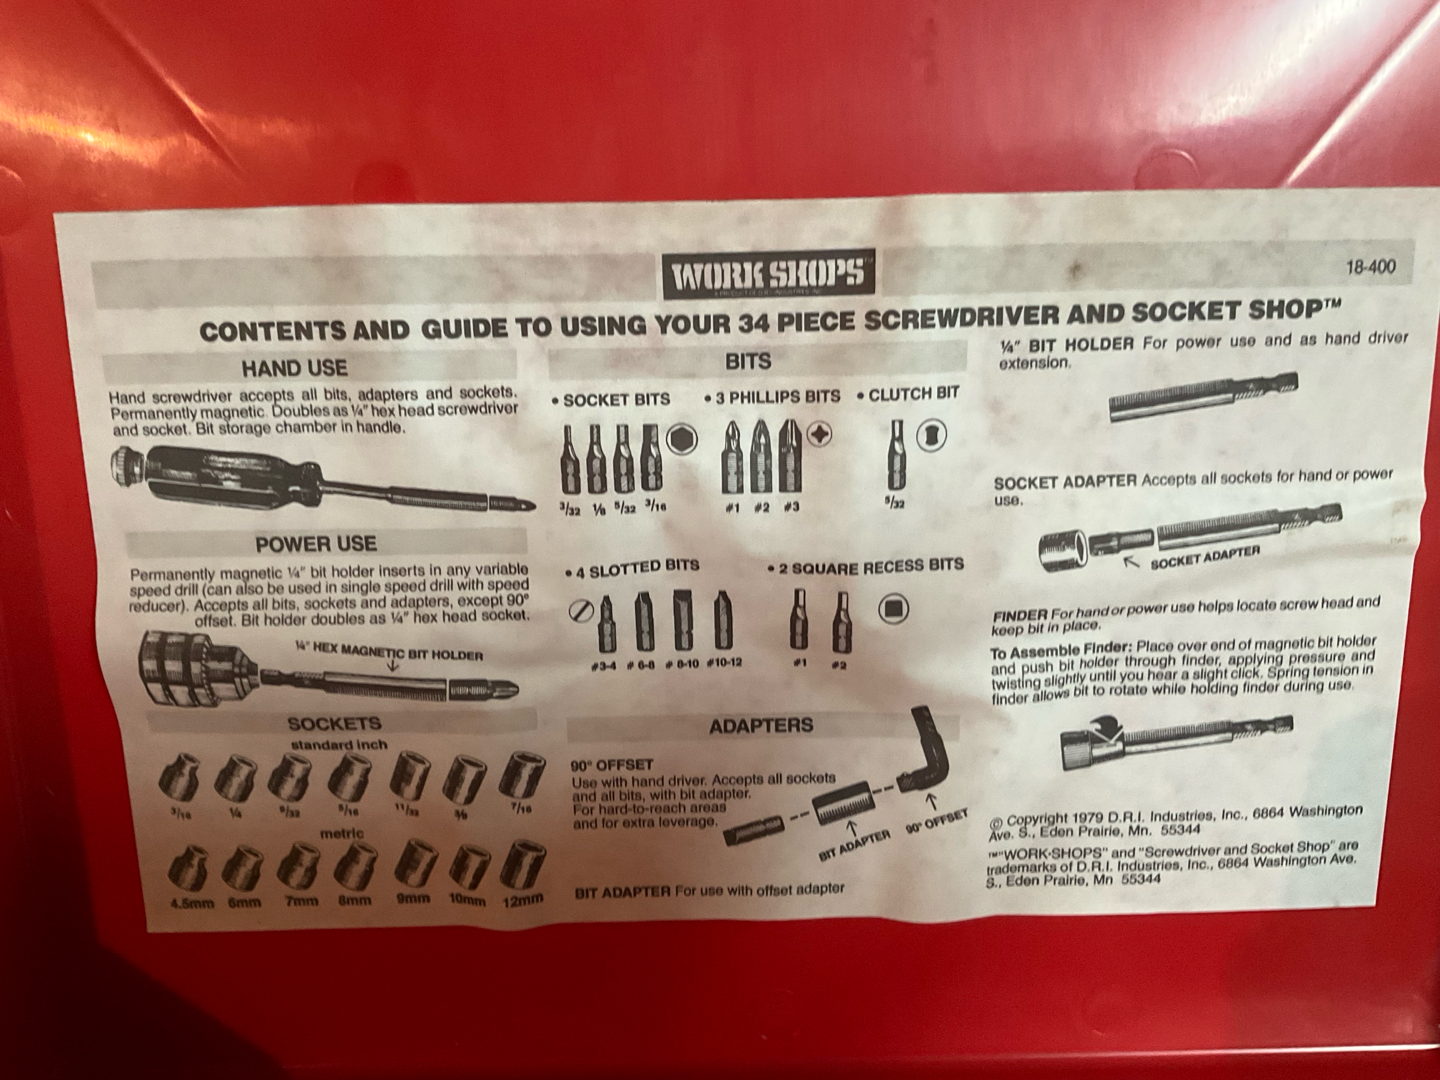 WORK SHOPS™
18-400
CONTENTS AND GUIDE TO USING YOUR 34 PIECE SCREWDRIVER AND SOCKET SHOP™
HAND USE
Hand screwdriver accepts all bits, adapters and sockets.
Permanently magnetic. Doubles as ¼" hex head screwdriver
and socket. Bit storage chamber in handle.
POWER USE
Permanently magnetic ¼" bit holder inserts in any variable
speed drill (can also be used in single speed drill with speed
reducer). Accepts all bits, sockets and adapters, except 90°
offset. Bit holder doubles as ¼" hex head socket.
¼" HEX MAGNETIC BIT HOLDER
SOCKETS
standard inch
3/16 ¼ 9/32 5/16 11/32 3/8 7/16
metric
4.5mm 6mm 7mm 8mm 9mm 10mm 12mm
BITS
• SOCKET BITS • 3 PHILLIPS BITS • CLUTCH BIT
3/32 1/8 5/32 3/16 #1 #2 #3 5/32
• 4 SLOTTED BITS • 2 SQUARE RECESS BITS
#3-4 #6-8 #8-10 #10-12 #1 #2
ADAPTERS
90° OFFSET
Use with hand driver. Accepts all sockets
and all bits, with bit adapter.
For hard-to-reach areas
and for extra leverage.
BIT ADAPTER
90° OFFSET
BIT ADAPTER For use with offset adapter
¼" BIT HOLDER For power use and as hand driver
extension.
SOCKET ADAPTER Accepts all sockets for hand or power
use.
SOCKET ADAPTER
FINDER For hand or power use helps locate screw head and
keep bit in place.
To Assemble Finder: Place over end of magnetic bit holder
and push bit holder through finder, applying pressure and
twisting slightly until you hear a slight click. Spring tension in
finder allows bit to rotate while holding finder during use.
© Copyright 1979 D.R.I. Industries, Inc., 6864 Washington
Ave. S., Eden Prairie, Mn. 55344
™"WORK·SHOPS" and "Screwdriver and Socket Shop" are
trademarks of D.R.I. Industries, Inc., 6864 Washington Ave.
S., Eden Prairie, Mn 55344